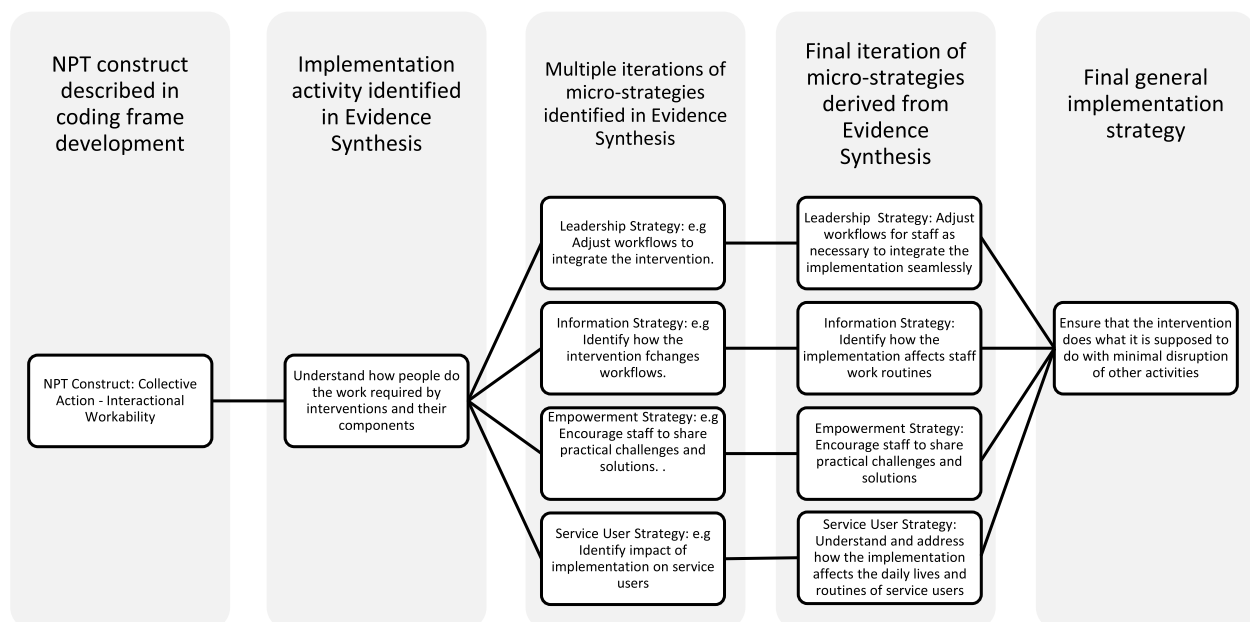 NPT construct
described in
coding frame
development
Implementation
activity identified
in Evidence
Synthesis
Multiple iterations of
micro-strategies
identified in Evidence
Synthesis
Final iteration of
micro-strategies
derived from
Evidence
Synthesis
Final general
implementation
strategy
NPT Construct: Collective
Action - Interactional
Workability
Understand how people do
the work required by
interventions and their
components
Leadership Strategy: e.g
Adjust workflows to
integrate the intervention.
Information Strategy: e.g
Identify how the
intervention fchanges
workflows.
Empowerment Strategy: e.g
Encourage staff to share
practical challenges and
solutions. .
Service User Strategy: e.g
Identify impact of
implementation on service
users
Leadership  Strategy: Adjust
workflows for staff as
necessary to integrate the
implementation seamlessly
Information Strategy:
Identify how the
implementation affects staff
work routines
Empowerment Strategy:
Encourage staff to share
practical challenges and
solutions
Service User Strategy:
Understand and address
how the implementation
affects the daily lives and
routines of service users
Ensure that the intervention
does what it is supposed to
do with minimal disruption
of other activities